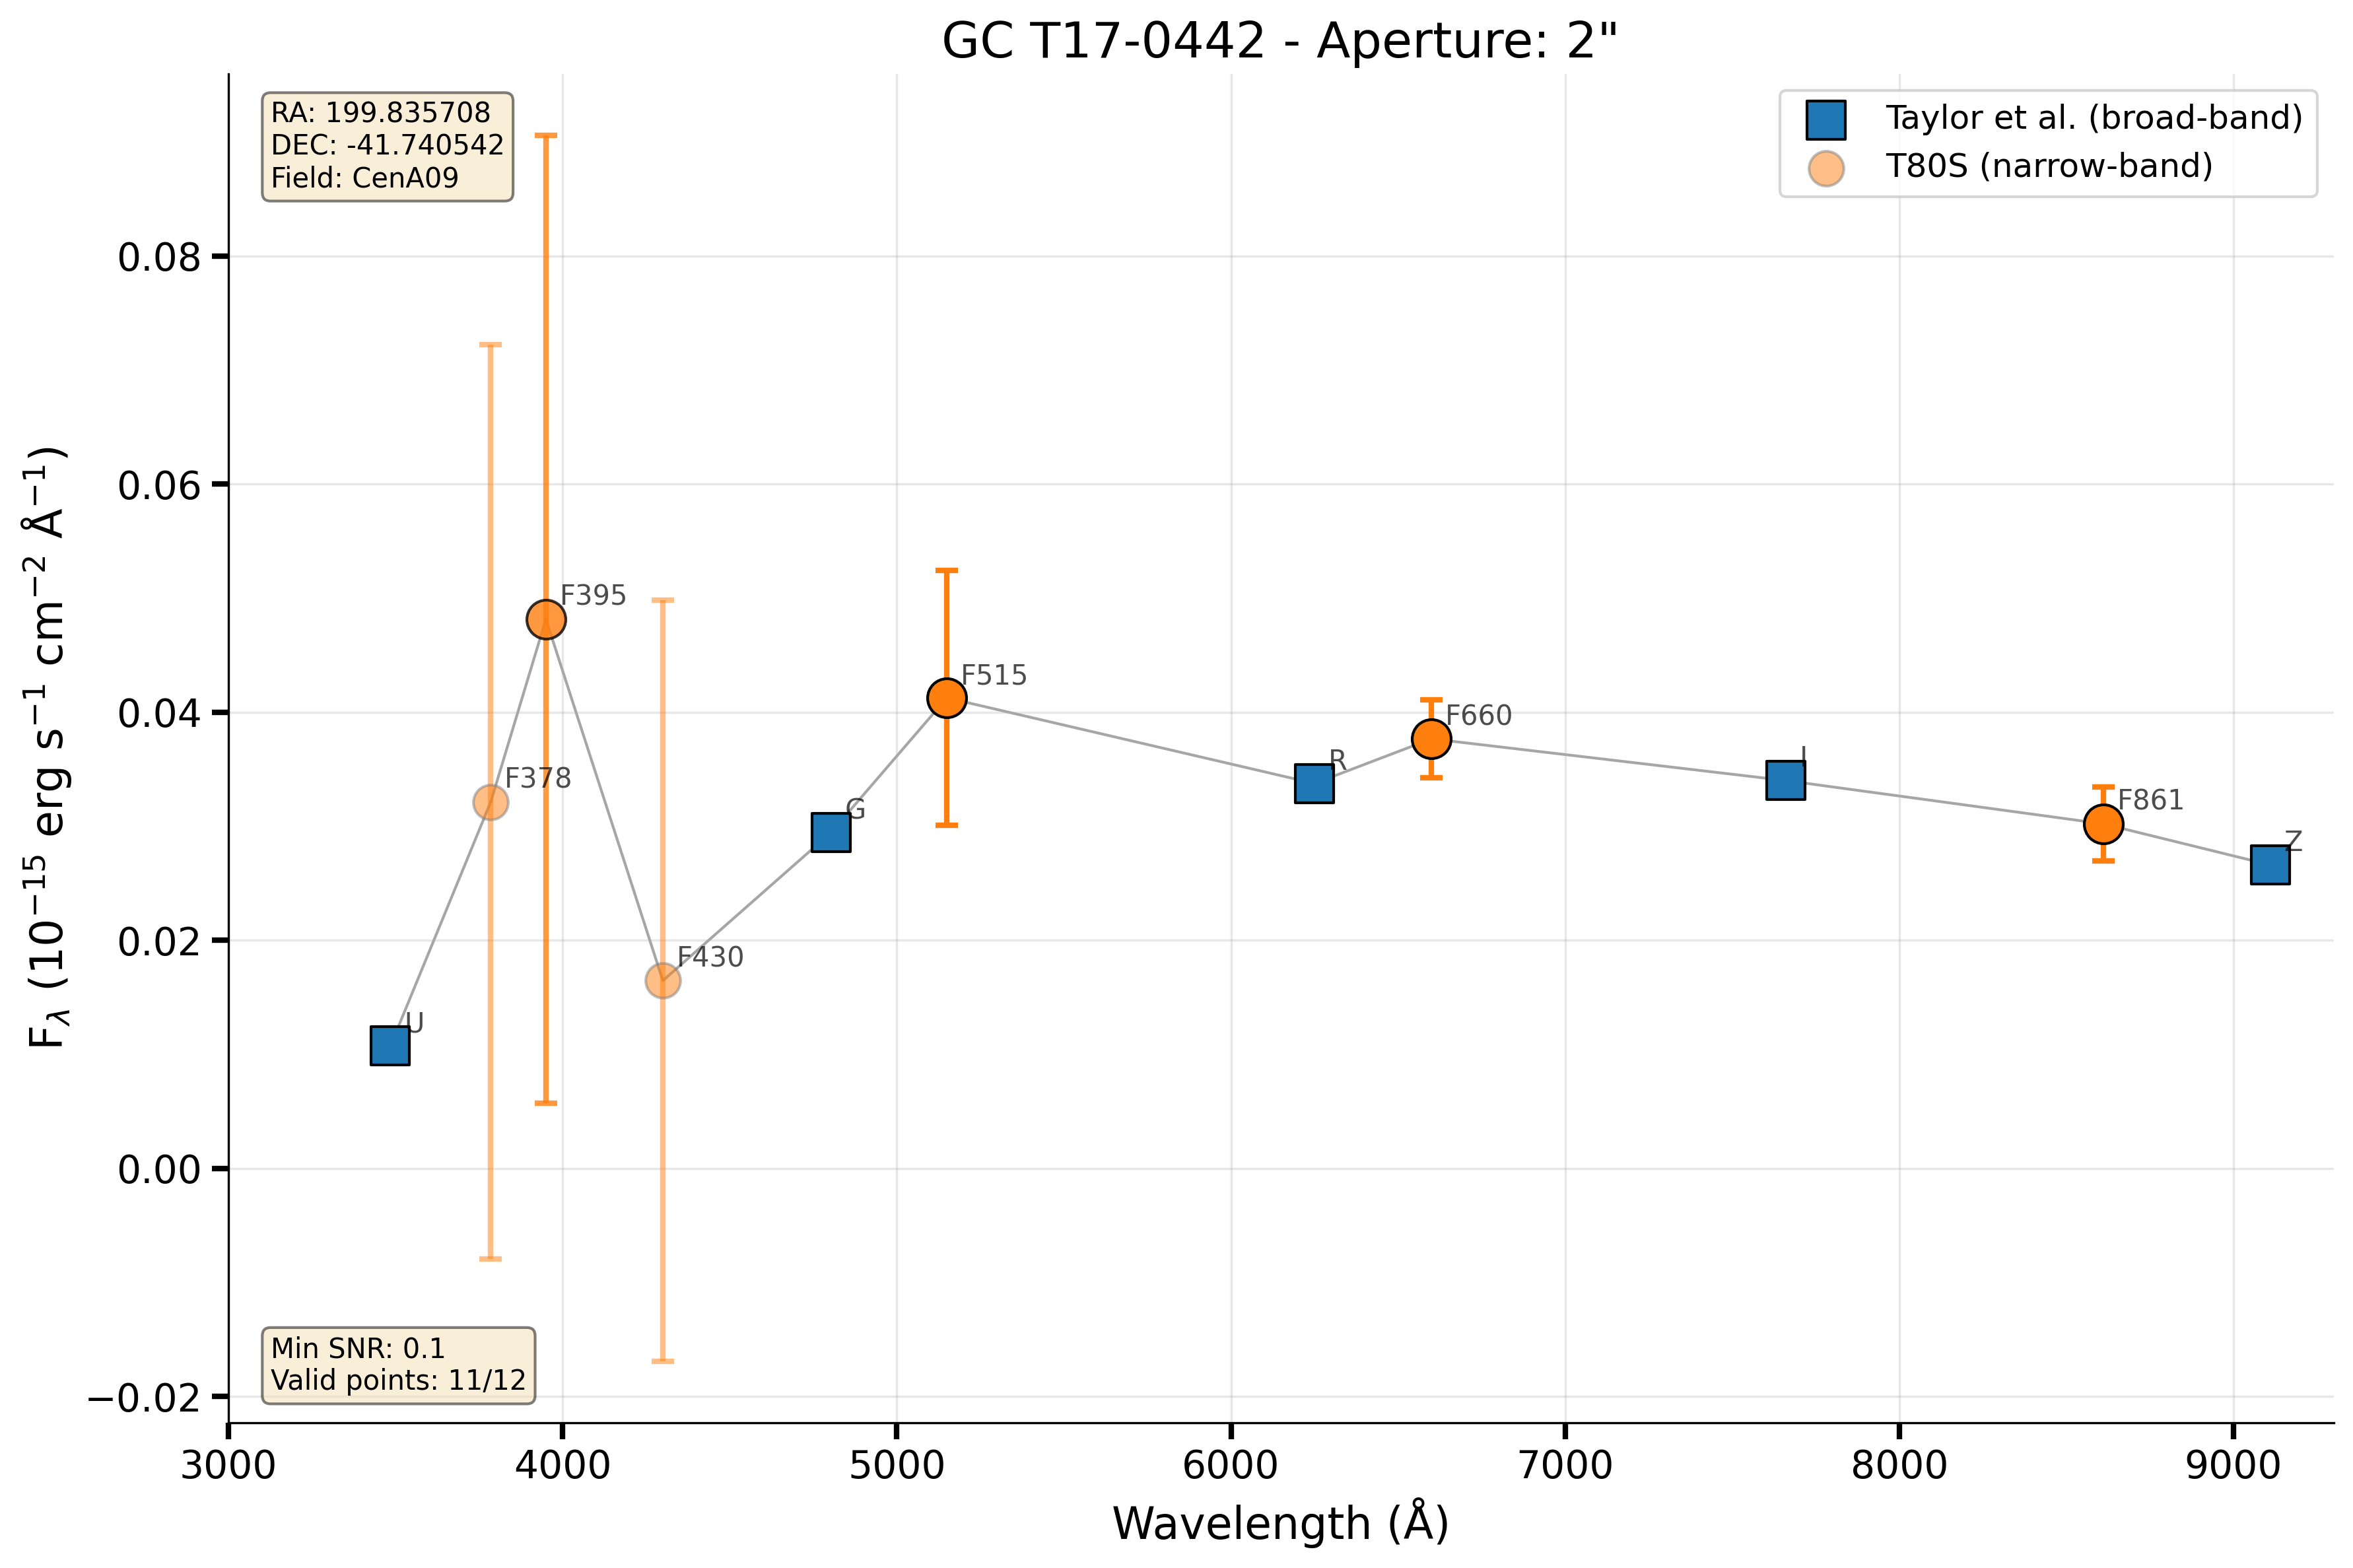 GC T17-0442 - Aperture: 2"
RA: 199.835708
DEC: -41.740542
Field: CenA09
Taylor et al. (broad-band)
T80S (narrow-band)
F$_{\lambda}$ (10$^{-15}$ erg s$^{-1}$ cm$^{-2}$ Å$^{-1}$)
0.08
0.06
0.04
0.02
0.00
−0.02
U
F378
F395
F430
G
F515
R
F660
I
F861
Z
Min SNR: 0.1
Valid points: 11/12
3000 4000 5000 6000 7000 8000 9000
Wavelength (Å)